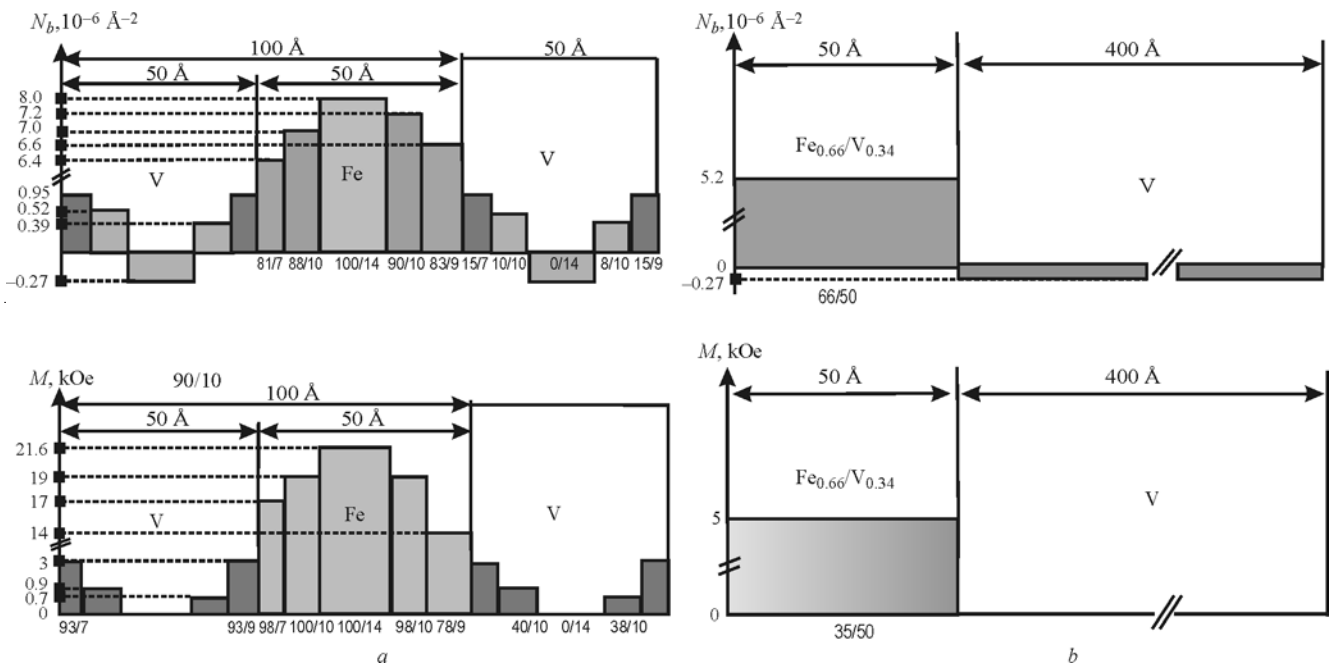 N_b,10⁻⁶ Å⁻²
100 Å
50 Å
50 Å
50 Å
8.0
7.2
7.0
6.6
6.4
0.95
0.52
0.39
–0.27
V
Fe
V
81/7 88/10 100/14 90/10 83/9 15/7 10/10 0/14 8/10 15/9
N_b,10⁻⁶ Å⁻²
50 Å
400 Å
Fe₀.₆₆/V₀.₃₄
V
5.2
0
–0.27
66/50
M, kOe
90/10
100 Å
50 Å
50 Å
21.6
19
17
14
3
0.9
0.7
0
V
Fe
V
93/7 93/9 98/7 100/10 100/14 98/10 78/9 40/10 0/14 38/10
a
M, kOe
50 Å
400 Å
Fe₀.₆₆/V₀.₃₄
V
5
0
35/50
b